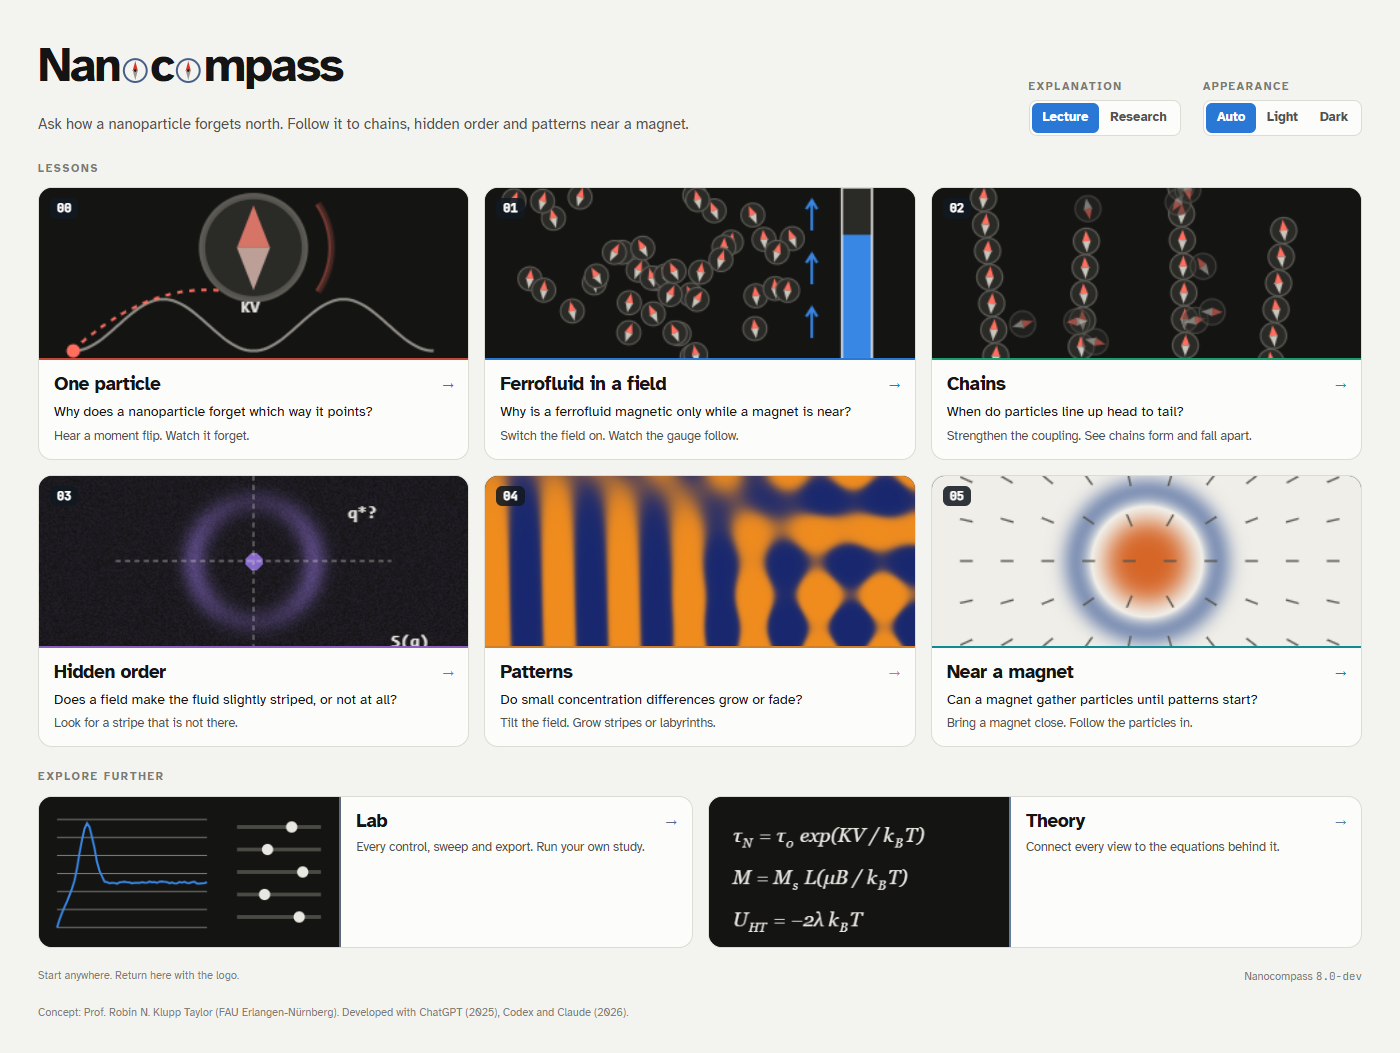 Nanocompass
Ask how a nanoparticle forgets north. Follow it to chains, hidden order and patterns near a magnet.
EXPLANATION
Lecture
Research
APPEARANCE
Auto
Light
Dark
LESSONS
00
KV
One particle →
Why does a nanoparticle forget which way it points?
Hear a moment flip. Watch it forget.
01
Ferrofluid in a field →
Why is a ferrofluid magnetic only while a magnet is near?
Switch the field on. Watch the gauge follow.
02
Chains →
When do particles line up head to tail?
Strengthen the coupling. See chains form and fall apart.
03
q*?
S(q)
Hidden order →
Does a field make the fluid slightly striped, or not at all?
Look for a stripe that is not there.
04
Patterns →
Do small concentration differences grow or fade?
Tilt the field. Grow stripes or labyrinths.
05
Near a magnet →
Can a magnet gather particles until patterns start?
Bring a magnet close. Follow the particles in.
EXPLORE FURTHER
Lab →
Every control, sweep and export. Run your own study.
τN = τo exp(KV / kBT)
M = Ms L(μB / kBT)
UHT = −2λ kBT
Theory →
Connect every view to the equations behind it.
Start anywhere. Return here with the logo.
Nanocompass 8.0-dev
Concept: Prof. Robin N. Klupp Taylor (FAU Erlangen-Nürnberg). Developed with ChatGPT (2025), Codex and Claude (2026).